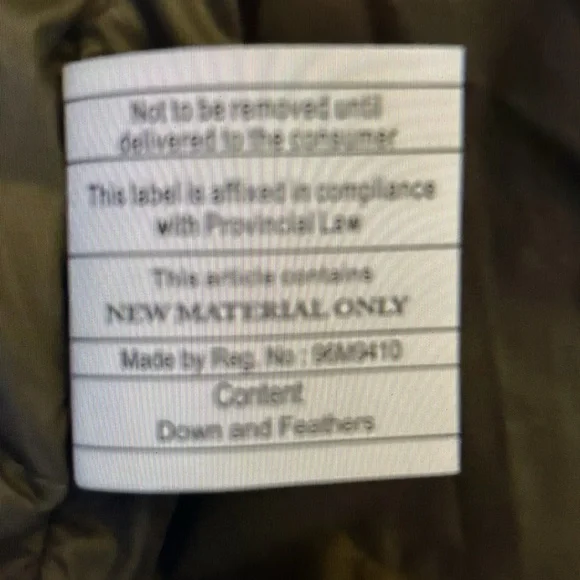 Not to be removed until
delivered to the consumer
This label is affixed in compliance
with Provincial Law
This article contains
NEW MATERIAL ONLY
Made by Reg. No : 96M9410
Content
Down and Feathers